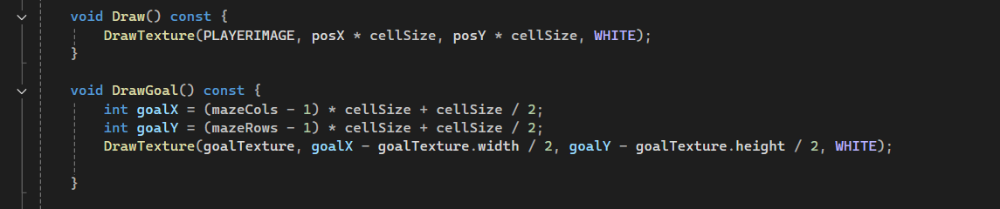 void Draw() const {
DrawTexture(PLAYERIMAGE, posX * cellSize, posY * cellSize, WHITE);
}
void DrawGoal() const {
int goalX = (mazeCols - 1) * cellSize + cellSize / 2;
int goalY = (mazeRows - 1) * cellSize + cellSize / 2;
DrawTexture(goalTexture, goalX - goalTexture.width / 2, goalY - goalTexture.height / 2, WHITE);
}